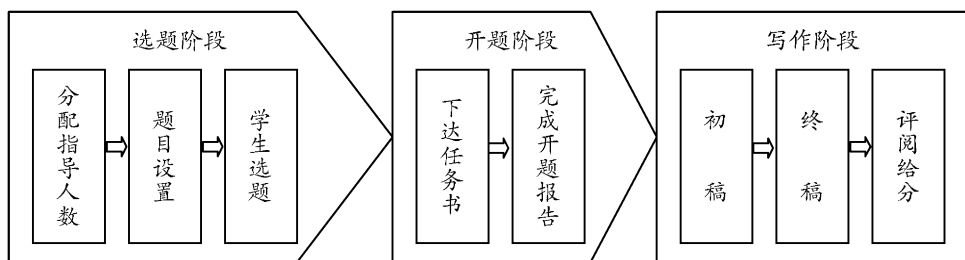 选题阶段
分配指导人数
题目设置
学生选题
开题阶段
下达任务书
完成开题报告
写作阶段
初稿
终稿
评阅给分